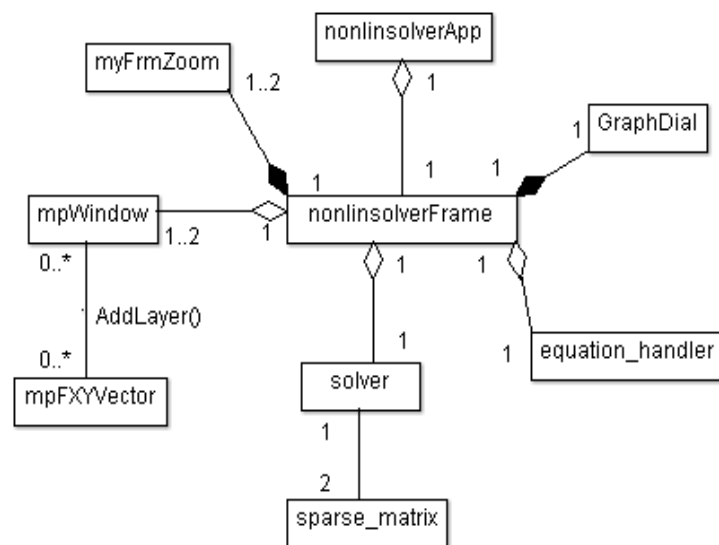 nonlinsolverApp
myFrmZoom
1..2
1
GraphDial
1
1
1
1
nonlinsolverFrame
mpWindow
1..2
1
1
1
0..*
AddLayer()
0..*
mpFXYVector
1
1
equation_handler
solver
1
2
sparse_matrix